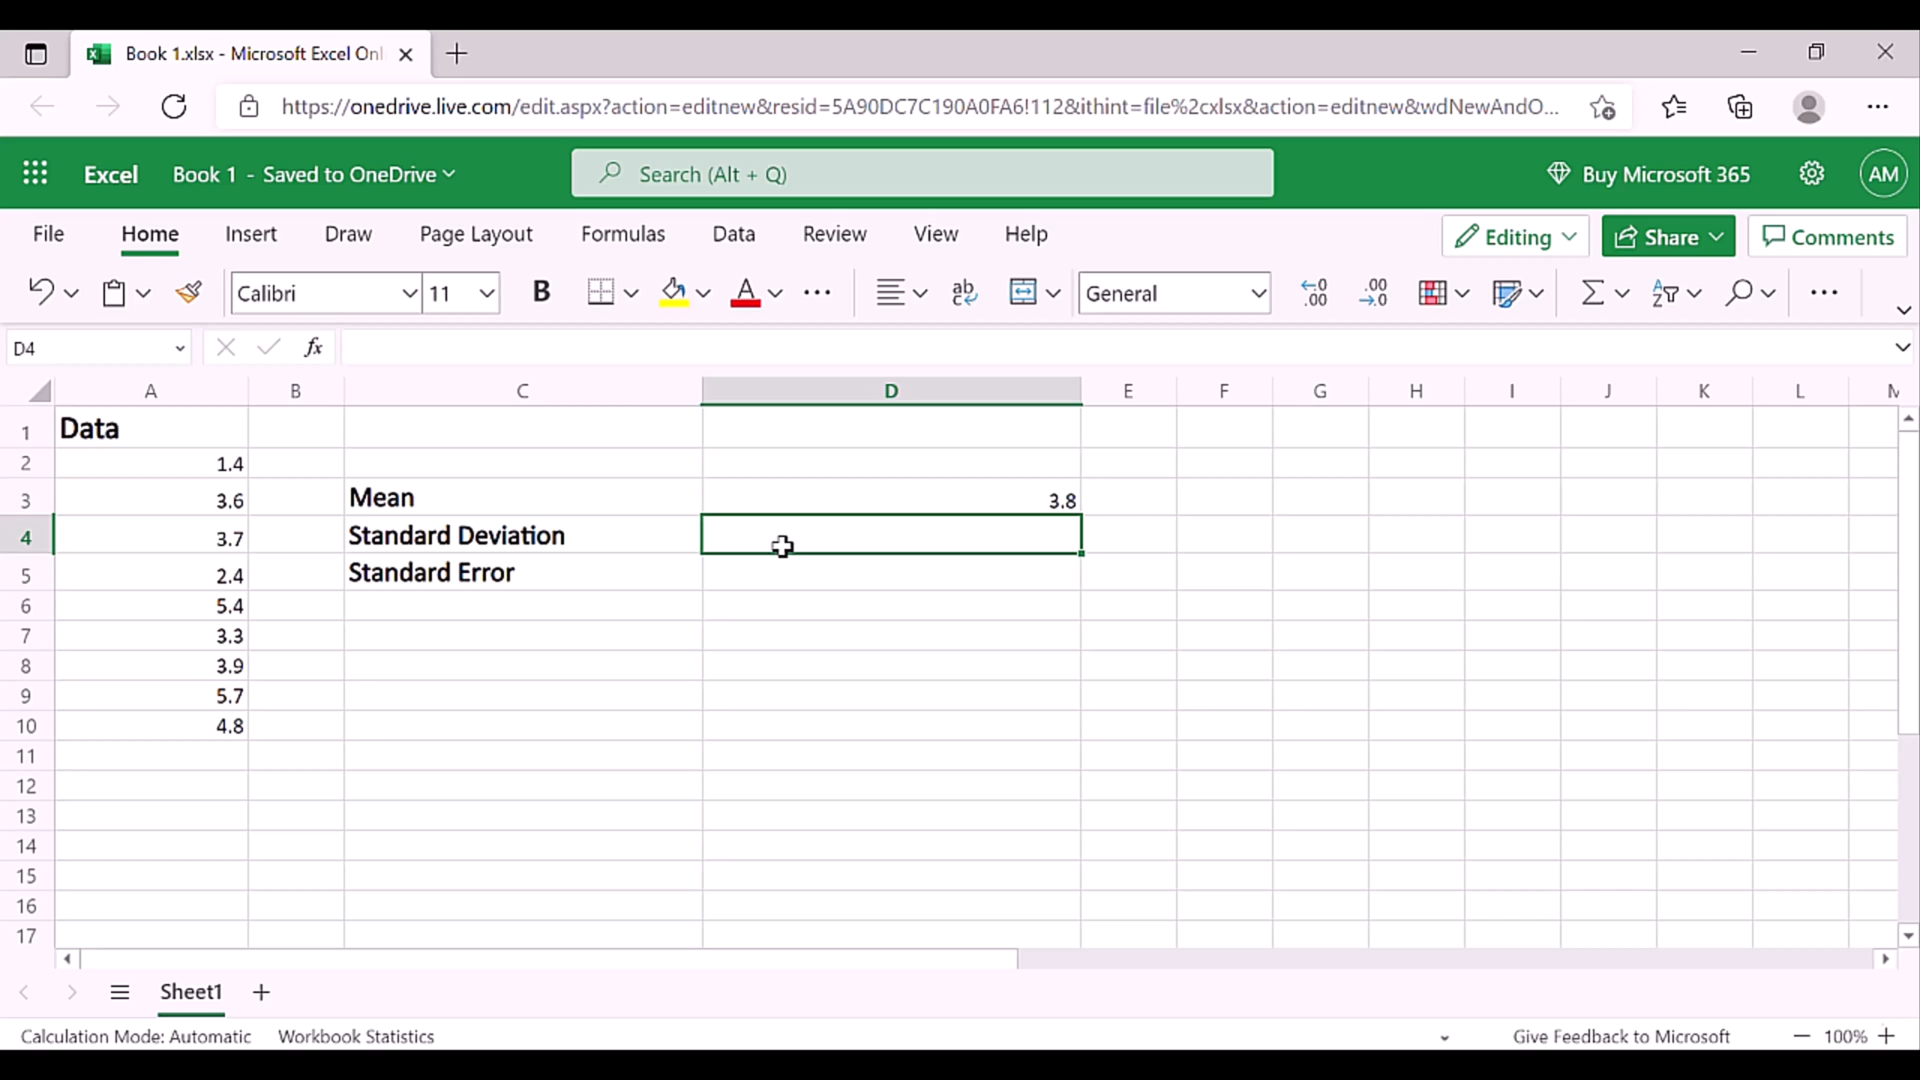 Book 1.xlsx - Microsoft Excel Onl
https://onedrive.live.com/edit.aspx?action=editnew&resid=5A90DC7C190A0FA6!112&ithint=file%2cxlsx&action=editnew&wdNewAndO...
Excel Book 1 - Saved to OneDrive Search (Alt + Q) Buy Microsoft 365 AM
File Home Insert Draw Page Layout Formulas Data Review View Help Editing Share Comments
Calibri 11 B A ab c General .00 .00 .0 A Z
D4 fx
A B C D E F G H I J K L M
1 Data
2 1.4
3 3.6 Mean 3.8
4 3.7 Standard Deviation
5 2.4 Standard Error
6 5.4
7 3.3
8 3.9
9 5.7
10 4.8
11
12
13
14
15
16
17
Sheet1
Calculation Mode: Automatic Workbook Statistics Give Feedback to Microsoft 100%